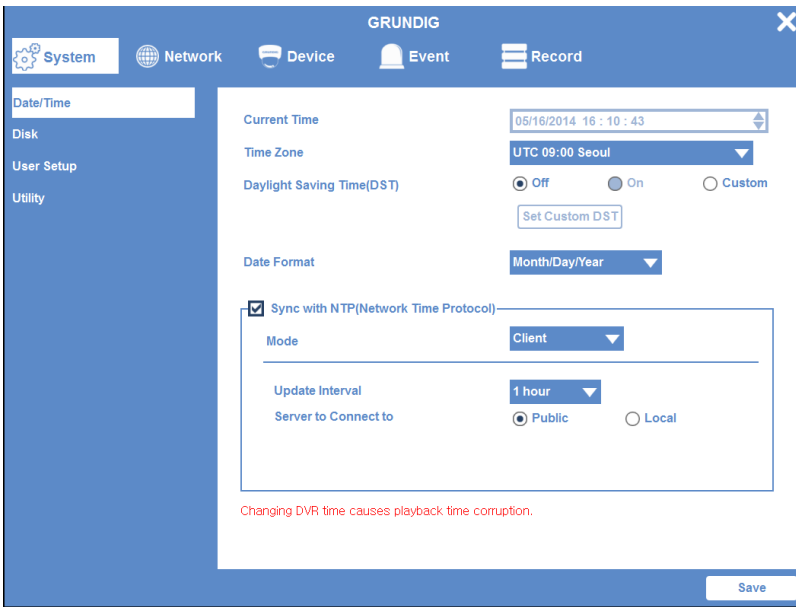 GRUNDIG
System Network Device Event Record
Date/Time
Disk
User Setup
Utility
Current Time 05/16/2014 16 : 10 : 43
Time Zone UTC 09:00 Seoul
Daylight Saving Time(DST) Off On Custom
Set Custom DST
Date Format Month/Day/Year
Sync with NTP(Network Time Protocol)
Mode Client
Update Interval 1 hour
Server to Connect to Public Local
Changing DVR time causes playback time corruption.
Save